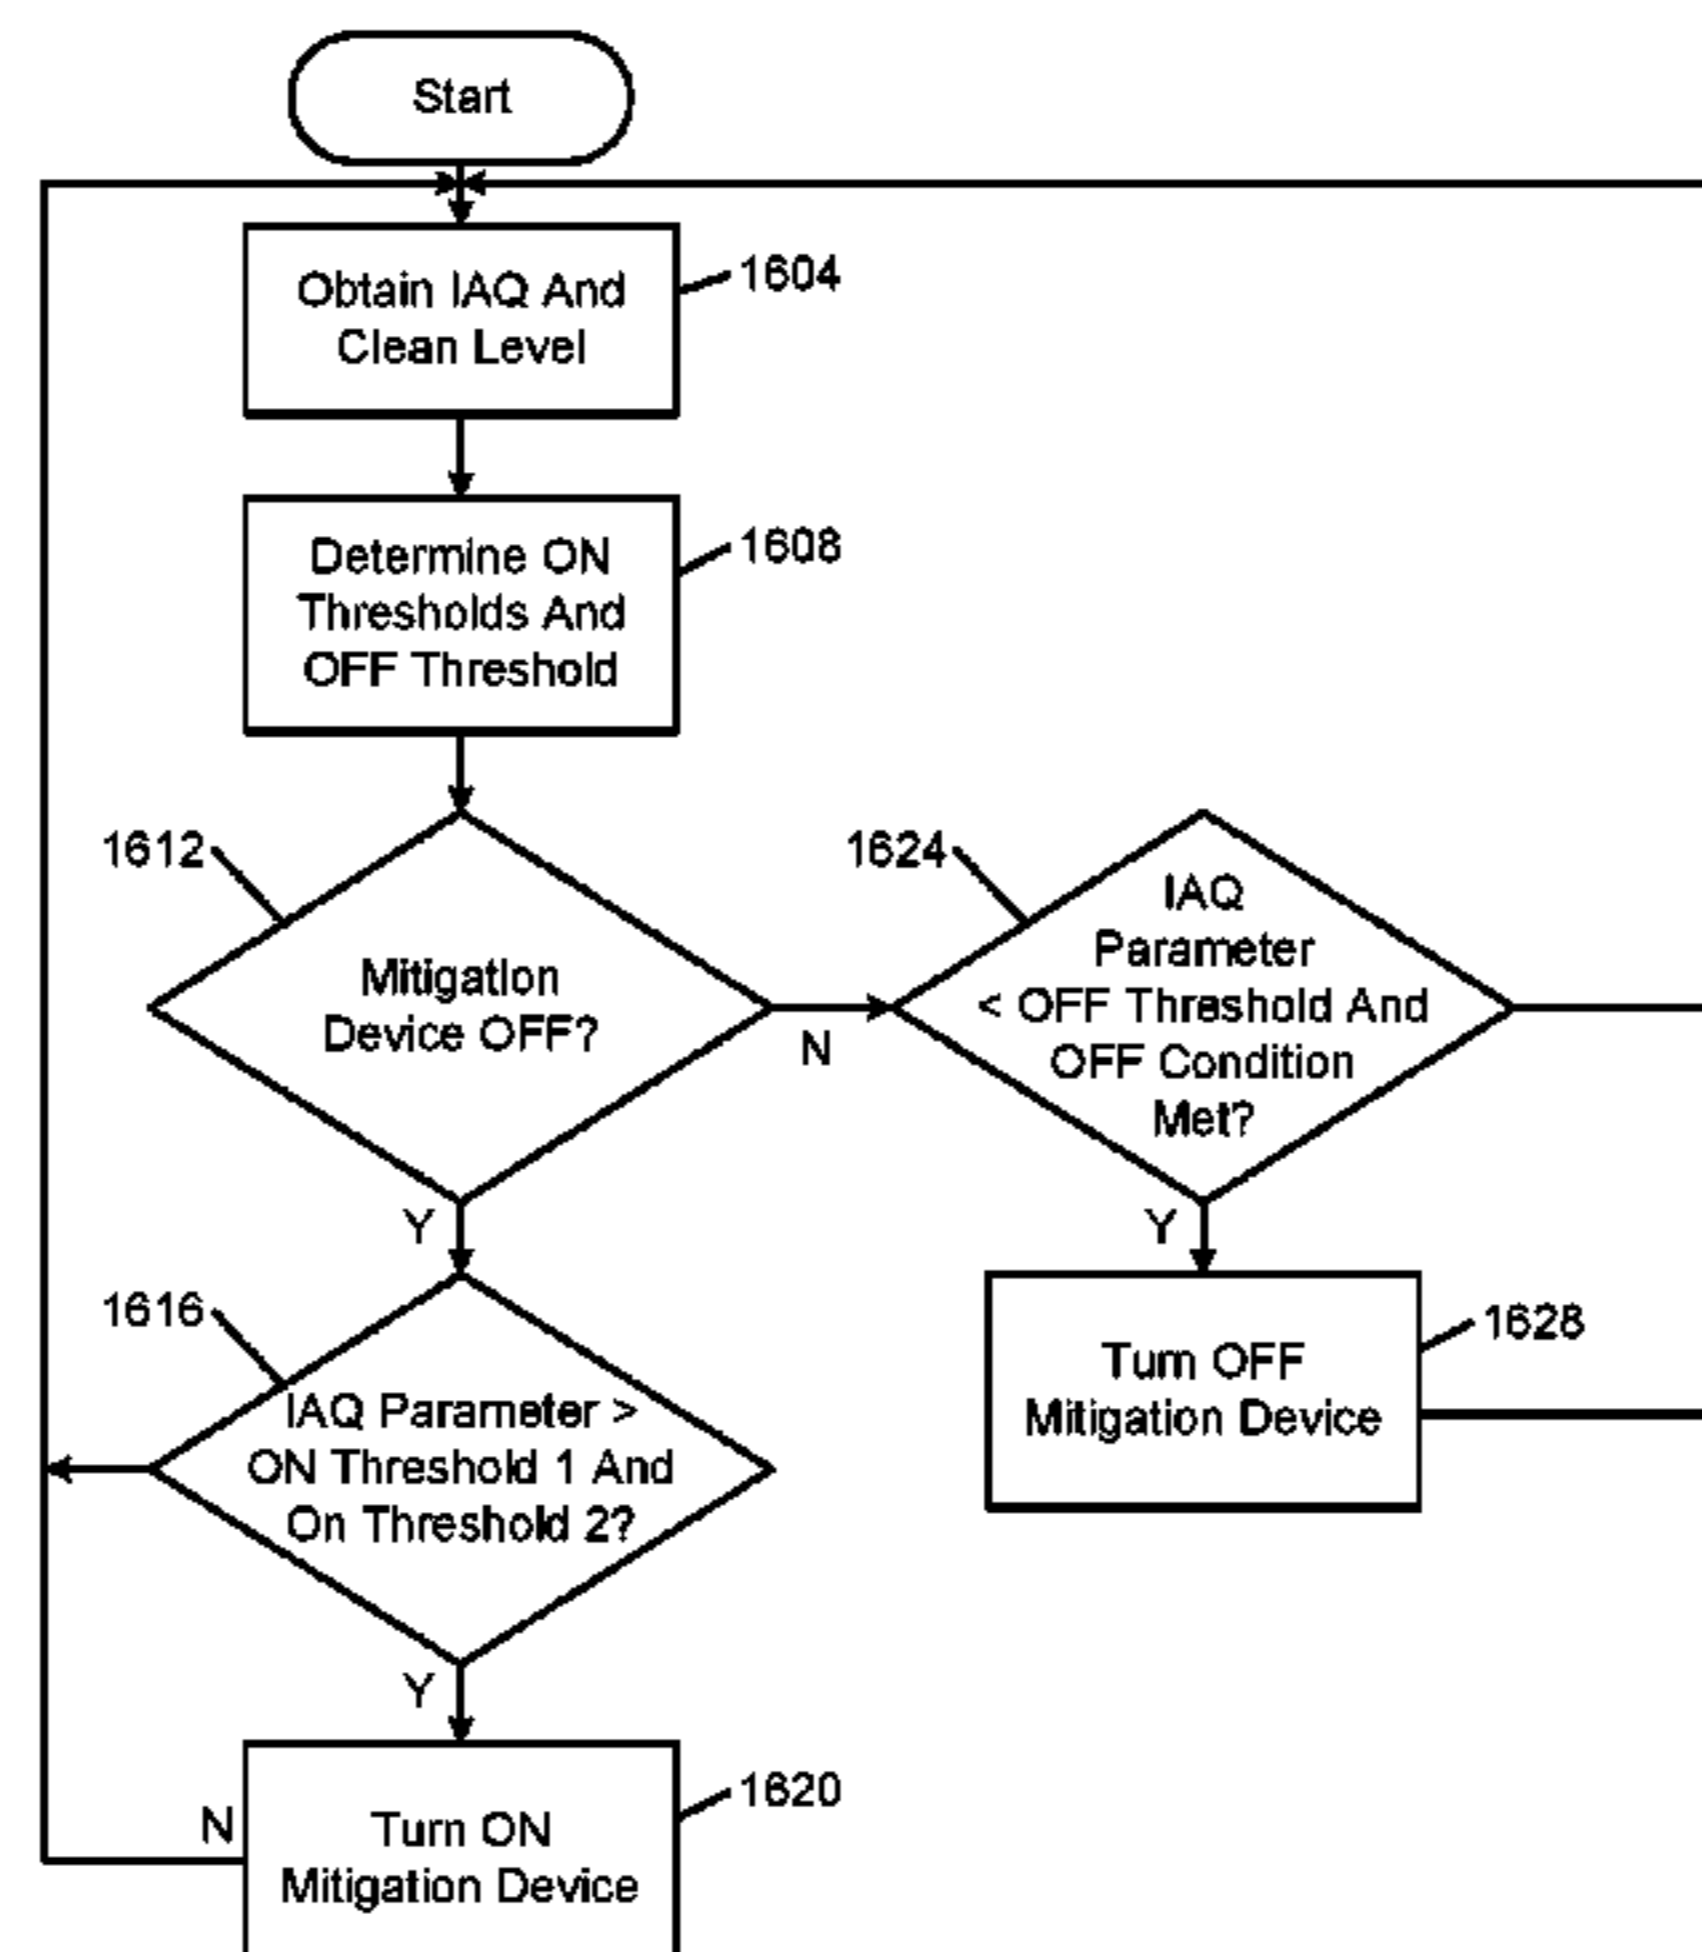 Start
Obtain IAQ And
Clean Level
1604
Determine ON
Thresholds And
OFF Threshold
1608
1612
Mitigation
Device OFF?
N
Y
1624
IAQ
Parameter
< OFF Threshold And
OFF Condition
Met?
Y
1616
IAQ Parameter >
ON Threshold 1 And
On Threshold 2?
Y
Turn OFF
Mitigation Device
1628
N
Turn ON
Mitigation Device
1620